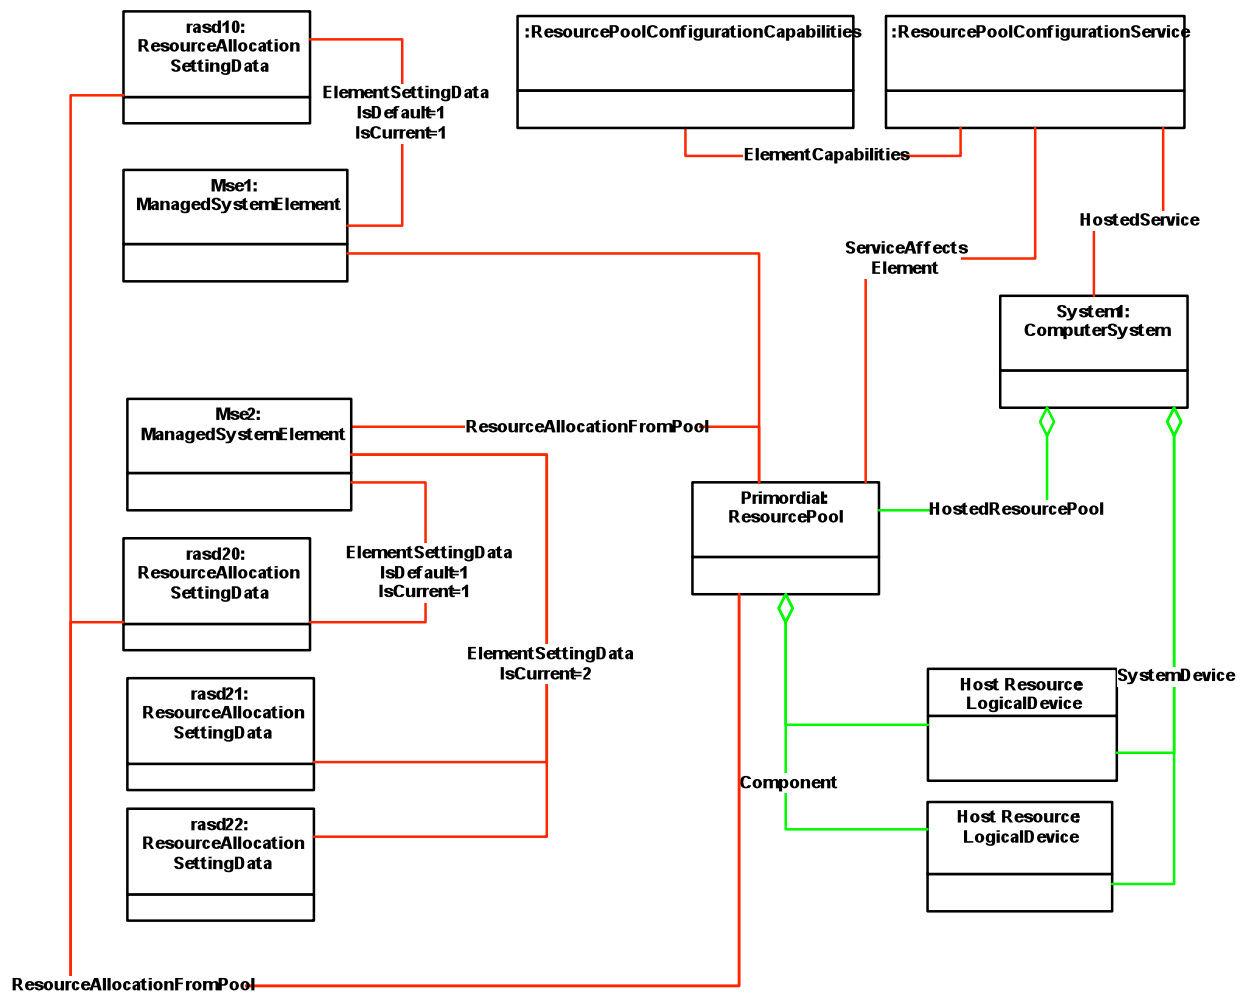 rasd10:
ResourceAllocation
SettingData
:ResourcePoolConfigurationCapabilities
:ResourcePoolConfigurationService
ElementSettingData
IsDefault=1
IsCurrent=1
ElementCapabilities
Mse1:
ManagedSystemElement
HostedService
ServiceAffects
Element
System1:
ComputerSystem
Mse2:
ManagedSystemElement
ResourceAllocationFromPool
Primordial:
ResourcePool
HostedResourcePool
rasd20:
ResourceAllocation
SettingData
ElementSettingData
IsDefault=1
IsCurrent=1
ElementSettingData
IsCurrent=2
rasd21:
ResourceAllocation
SettingData
Host Resource:
LogicalDevice
SystemDevice
Component
rasd22:
ResourceAllocation
SettingData
Host Resource:
LogicalDevice
ResourceAllocationFromPool